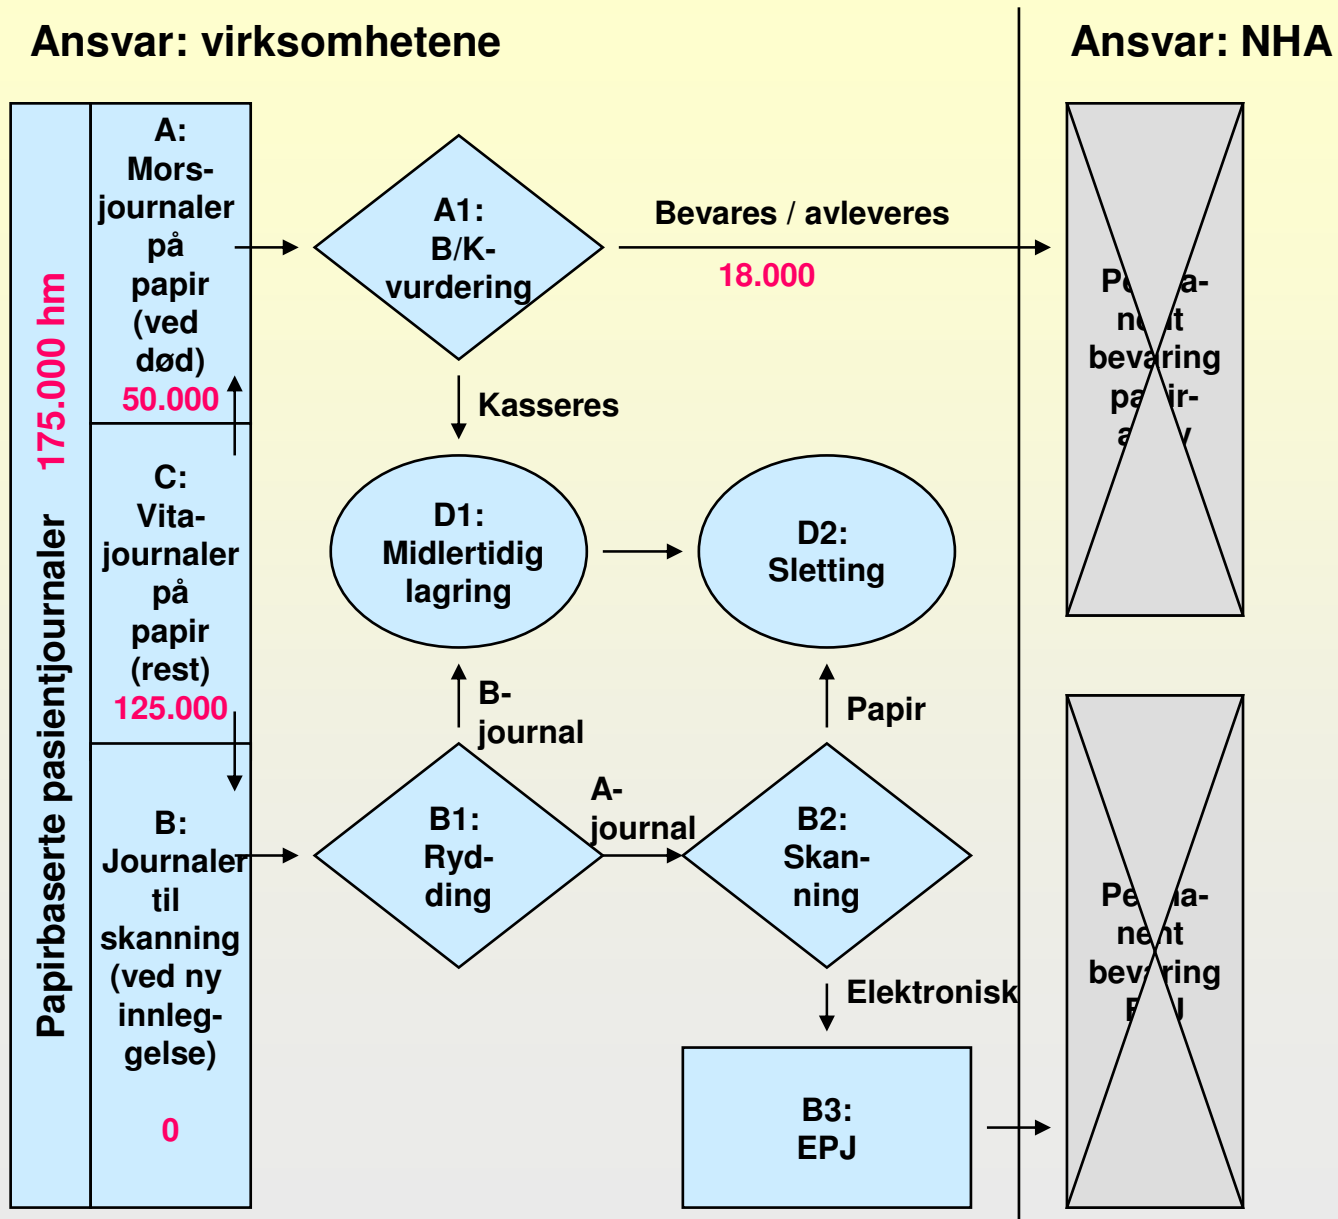 Ansvar: virksomhetene
Ansvar: NHA
Papirbaserte pasientjournaler 175.000 hm
A:
Mors-
journaler
på
papir
(ved
død)
50.000
C:
Vita-
journaler
på
papir
(rest)
125.000
B:
Journaler
til
skanning
(ved ny
innleg-
gelse)
0
A1:
B/K-
vurdering
Bevares / avleveres
18.000
Kasseres
D1:
Midlertidig
lagring
D2:
Sletting
B-
journal
Papir
B1:
Ryd-
ding
A-
journal
B2:
Skan-
ning
Elektronisk
B3:
EPJ
bevaring
bevaring